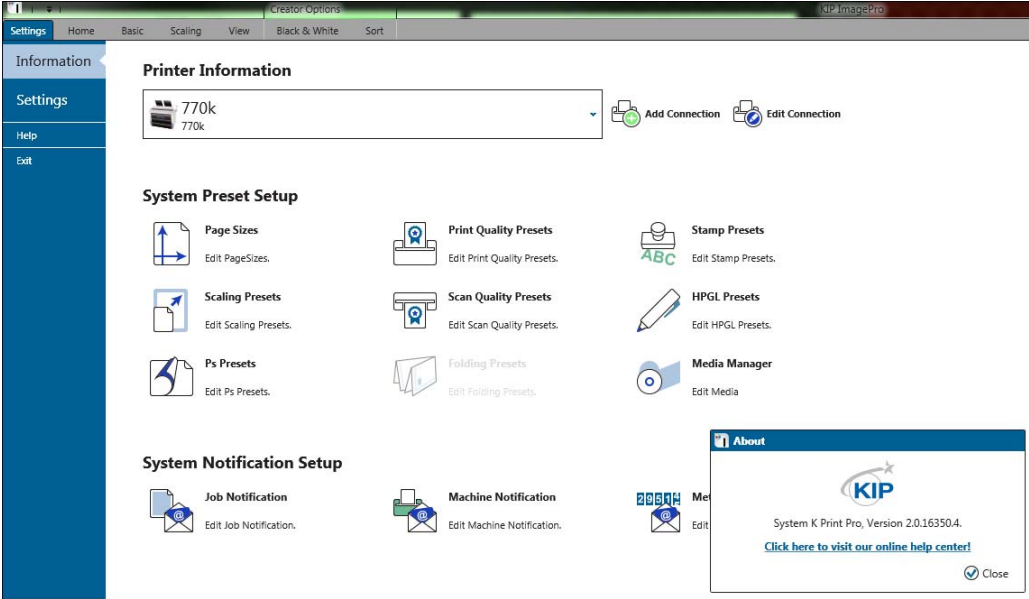 Creator Options
KIP ImagePro
Settings Home Basic Scaling View Black & White Sort
Information
Settings
Help
Exit
Printer Information
770k
770k
Add Connection
Edit Connection
System Preset Setup
Page Sizes
Edit PageSizes.
Print Quality Presets
Edit Print Quality Presets.
Stamp Presets
Edit Stamp Presets.
ABC
Scaling Presets
Edit Scaling Presets.
Scan Quality Presets
Edit Scan Quality Presets.
HPGL Presets
Edit HPGL Presets.
Ps Presets
Edit Ps Presets.
Folding Presets
Edit Folding Presets.
Media Manager
Edit Media
System Notification Setup
Job Notification
Edit Job Notification.
@
Machine Notification
Edit Machine Notification.
@
Met
Edit
@
About
KIP
System K Print Pro, Version 2.0.16350.4.
Click here to visit our online help center!
Close